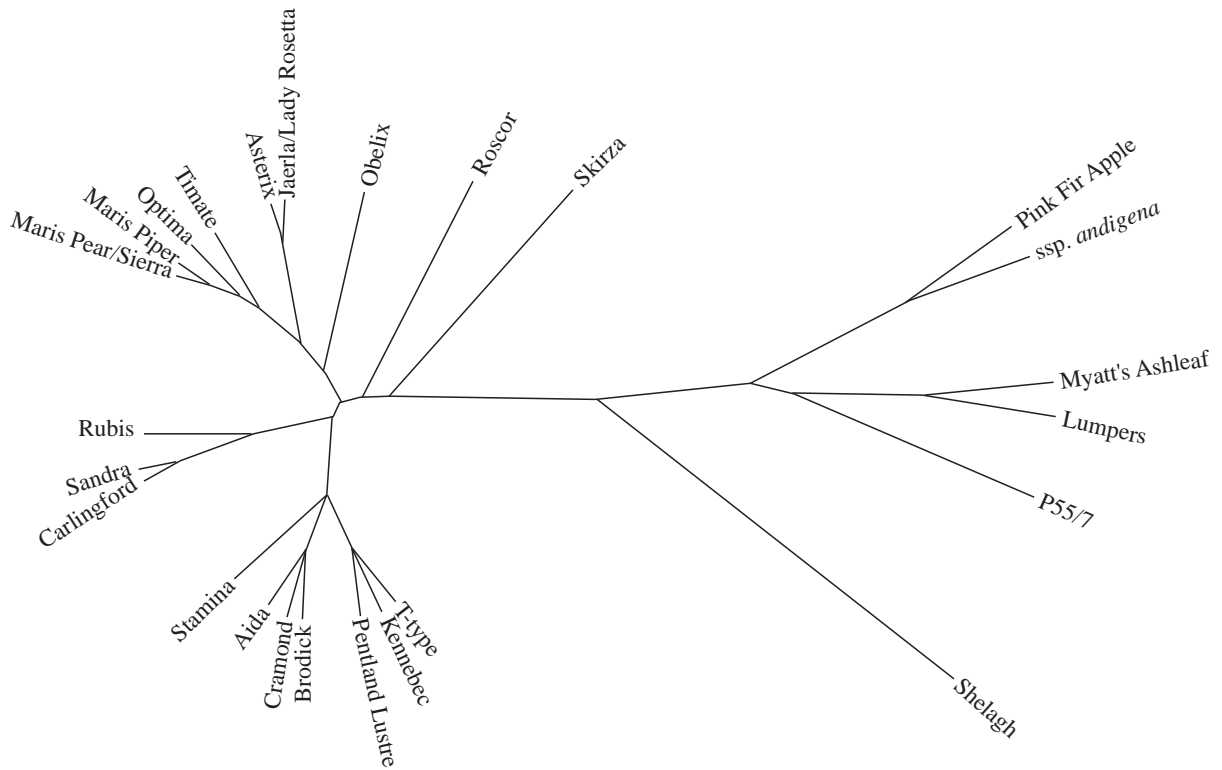 Jaerla/Lady Rosetta
Asterix
Obelix
Roscor
Skirza
Timate
Optima
Maris Piper
Maris Pear/Sierra
Pink Fir Apple
ssp. andigena
Myatt's Ashleaf
Lumpers
P55/7
Shelagh
Rubis
Sandra
Carlingford
Stamina
Aida
Cramond
Brodick
Pentland Lustre
Kennebec
T-type